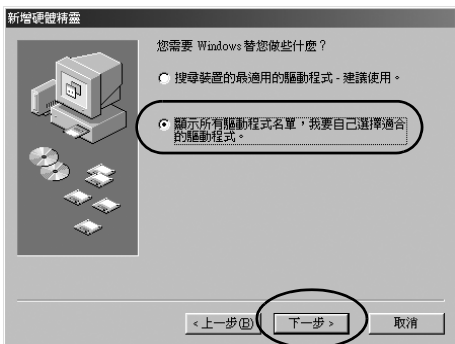 新增硬體精靈
您需要 Windows 替您做些什麼？
搜尋裝置的最適用的驅動程式 - 建議使用。
顯示所有驅動程式名單，我要自己選擇適合
的驅動程式。
<上一步(B) 下一步> 取消